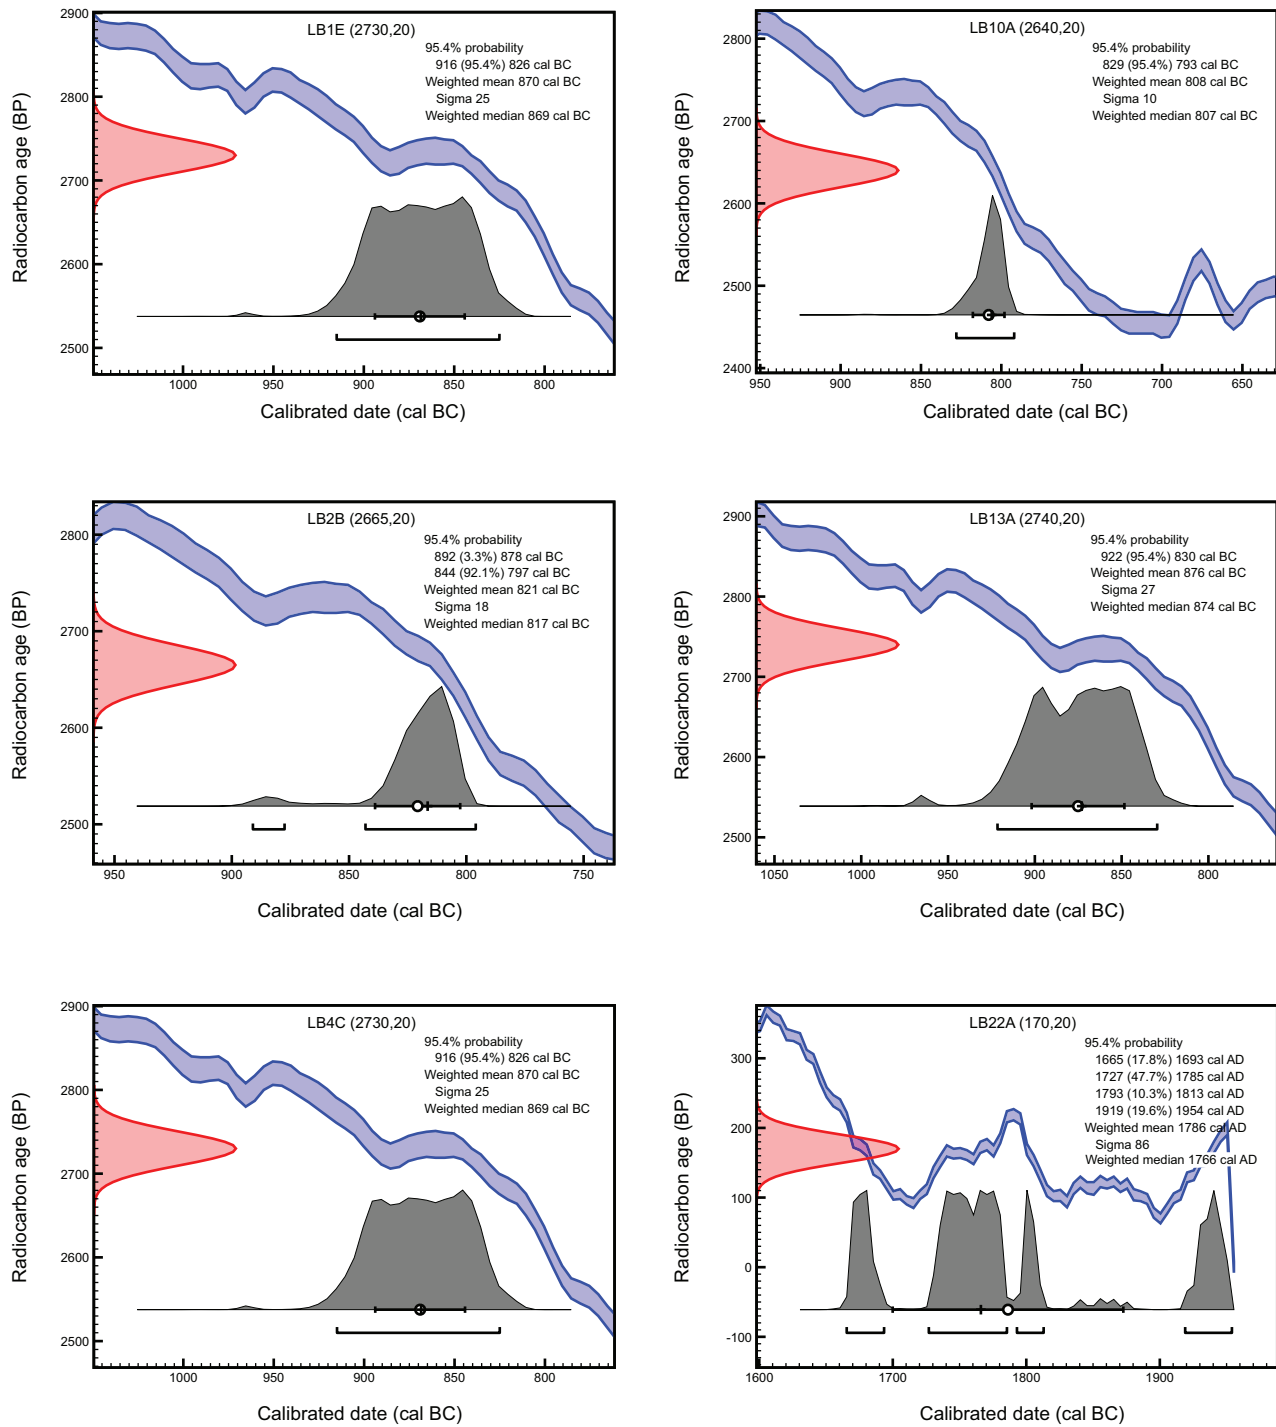 LB1E (2730,20)
95.4% probability
916 (95.4%) 826 cal BC
Weighted mean 870 cal BC
Sigma 25
Weighted median 869 cal BC
Radiocarbon age (BP)
2900
2800
2700
2600
2500
1000
950
900
850
800
Calibrated date (cal BC)
LB10A (2640,20)
95.4% probability
829 (95.4%) 793 cal BC
Weighted mean 808 cal BC
Sigma 10
Weighted median 807 cal BC
Radiocarbon age (BP)
2800
2700
2600
2500
2400
950
900
850
800
750
700
650
Calibrated date (cal BC)
LB2B (2665,20)
95.4% probability
892 (3.3%) 878 cal BC
844 (92.1%) 797 cal BC
Weighted mean 821 cal BC
Sigma 18
Weighted median 817 cal BC
Radiocarbon age (BP)
2800
2700
2600
2500
950
900
850
800
750
Calibrated date (cal BC)
LB13A (2740,20)
95.4% probability
922 (95.4%) 830 cal BC
Weighted mean 876 cal BC
Sigma 27
Weighted median 874 cal BC
Radiocarbon age (BP)
2900
2800
2700
2600
2500
1050
1000
950
900
850
800
Calibrated date (cal BC)
LB4C (2730,20)
95.4% probability
916 (95.4%) 826 cal BC
Weighted mean 870 cal BC
Sigma 25
Weighted median 869 cal BC
Radiocarbon age (BP)
2900
2800
2700
2600
2500
1000
950
900
850
800
Calibrated date (cal BC)
LB22A (170,20)
95.4% probability
1665 (17.8%) 1693 cal AD
1727 (47.7%) 1785 cal AD
1793 (10.3%) 1813 cal AD
1919 (19.6%) 1954 cal AD
Weighted mean 1786 cal AD
Sigma 86
Weighted median 1766 cal AD
Radiocarbon age (BP)
300
200
100
0
-100
1600
1700
1800
1900
Calibrated date (cal BC)